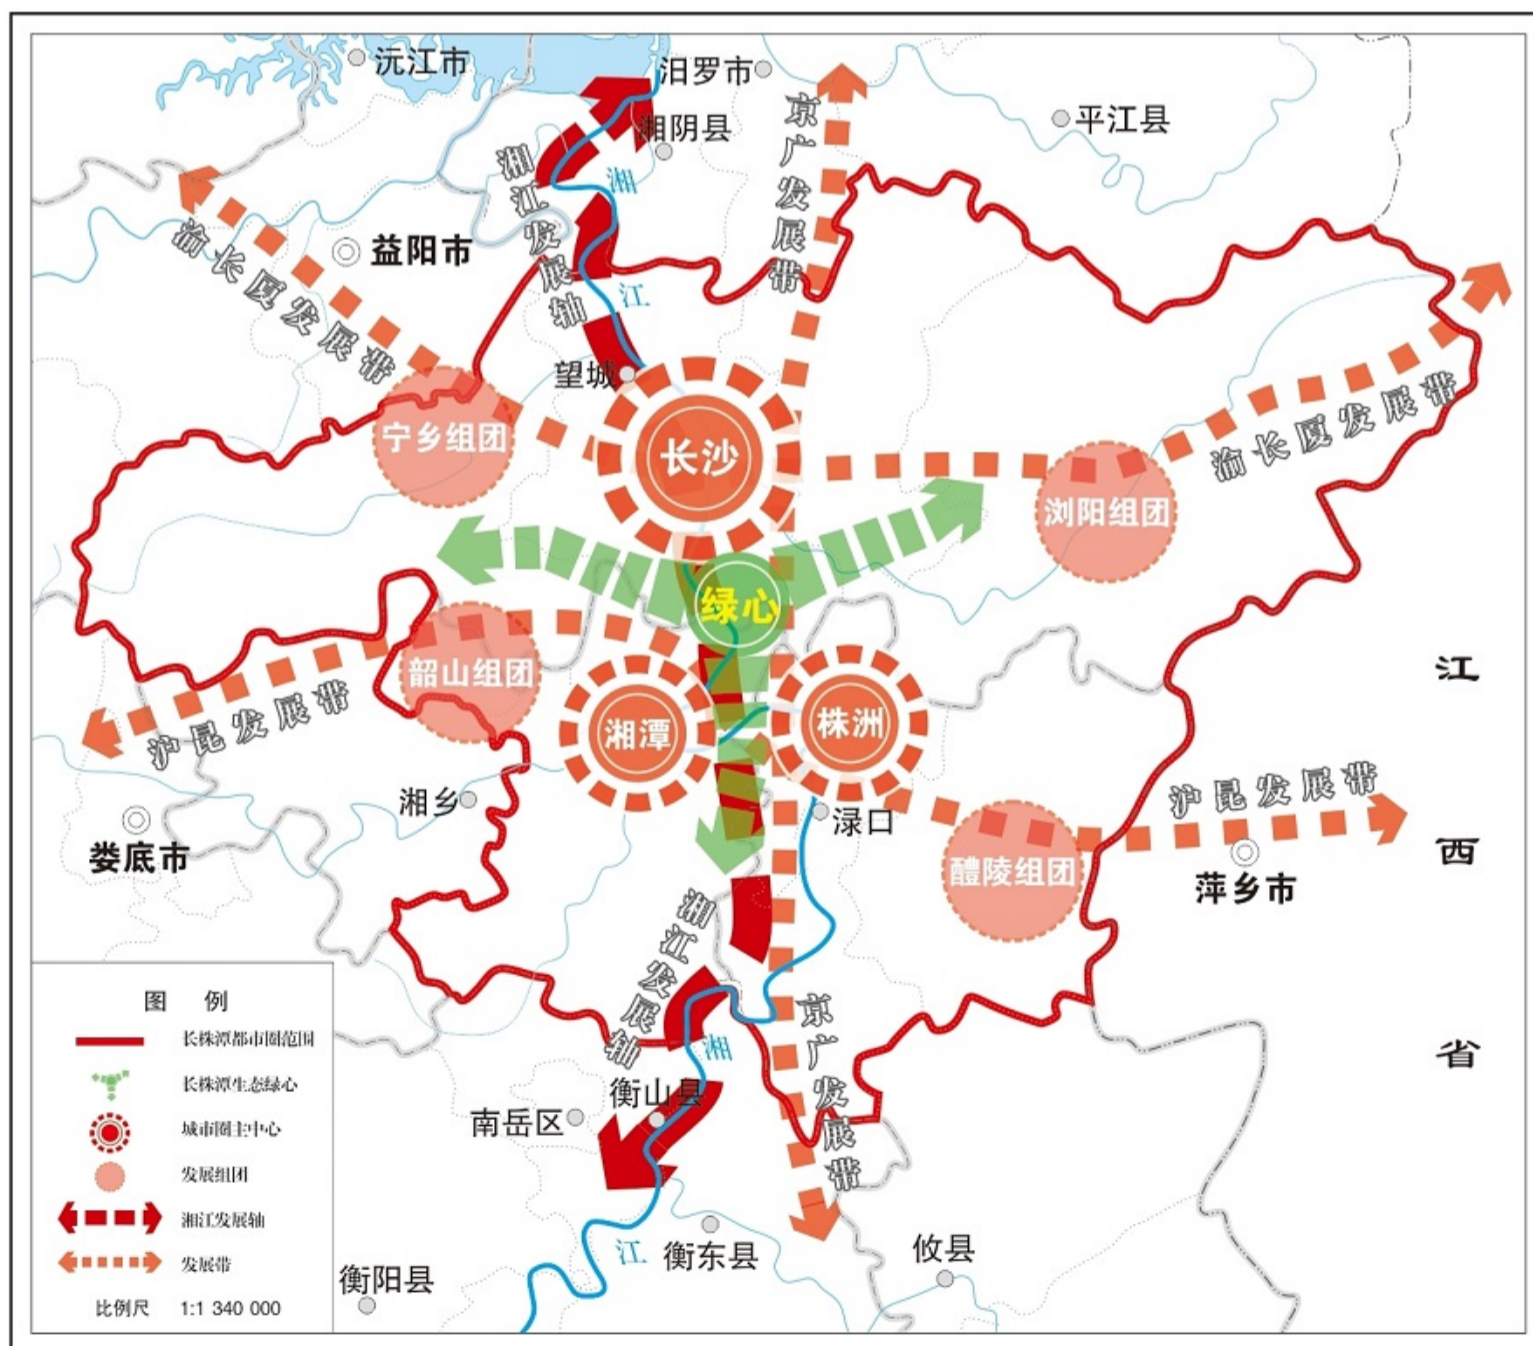 沅江市
汨罗市
平江县
湘阴县
京广发展带
湘江发展轴
湘
江
渝长厦发展带
益阳市
望城
长沙
宁乡组团
渝长厦发展带
浏阳组团
绿心
韶山组团
湘潭
株洲
沪昆发展带
湘乡
渌口
沪昆发展带
娄底市
醴陵组团
萍乡市
江
西
省
湘江发展轴
京广发展带
湘
江
衡山县
南岳区
衡东县
攸县
衡阳县
图 例
长株潭都市圈范围
长株潭生态绿心
城市圈主中心
发展组团
湘江发展轴
发展带
比例尺 1:1 340 000